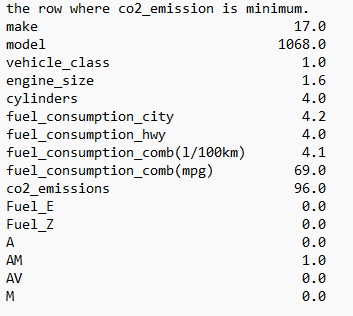 the row where co2_emission is minimum.
make 17.0
model 1068.0
vehicle_class 1.0
engine_size 1.6
cylinders 4.0
fuel_consumption_city 4.2
fuel_consumption_hwy 4.0
fuel_consumption_comb(l/100km) 4.1
fuel_consumption_comb(mpg) 69.0
co2_emissions 96.0
Fuel_E 0.0
Fuel_Z 0.0
A 0.0
AM 1.0
AV 0.0
M 0.0